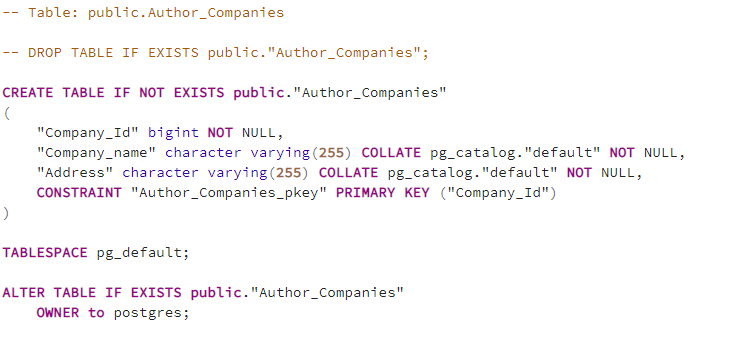 -- Table: public.Author_Companies
-- DROP TABLE IF EXISTS public."Author_Companies";
CREATE TABLE IF NOT EXISTS public."Author_Companies"
(
    "Company_Id" bigint NOT NULL,
    "Company_name" character varying(255) COLLATE pg_catalog."default" NOT NULL,
    "Address" character varying(255) COLLATE pg_catalog."default" NOT NULL,
    CONSTRAINT "Author_Companies_pkey" PRIMARY KEY ("Company_Id")
)
TABLESPACE pg_default;
ALTER TABLE IF EXISTS public."Author_Companies"
    OWNER to postgres;